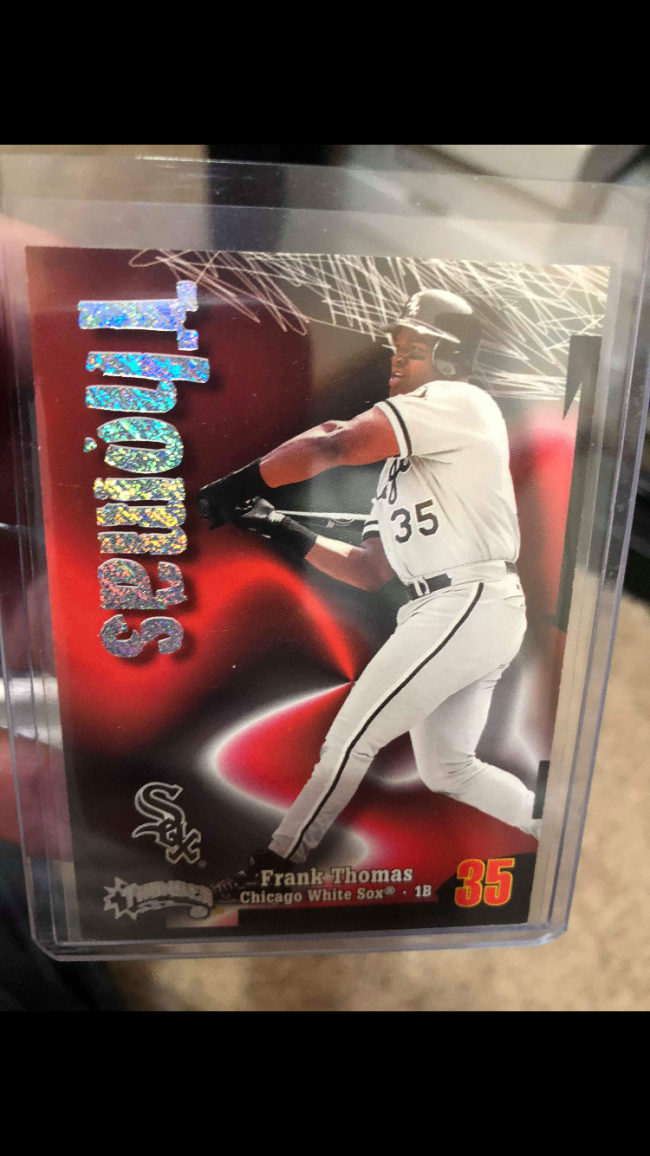 Thomas
35
Sox
®
Frank Thomas
Chicago White Sox® · 1B
35
THUNDER